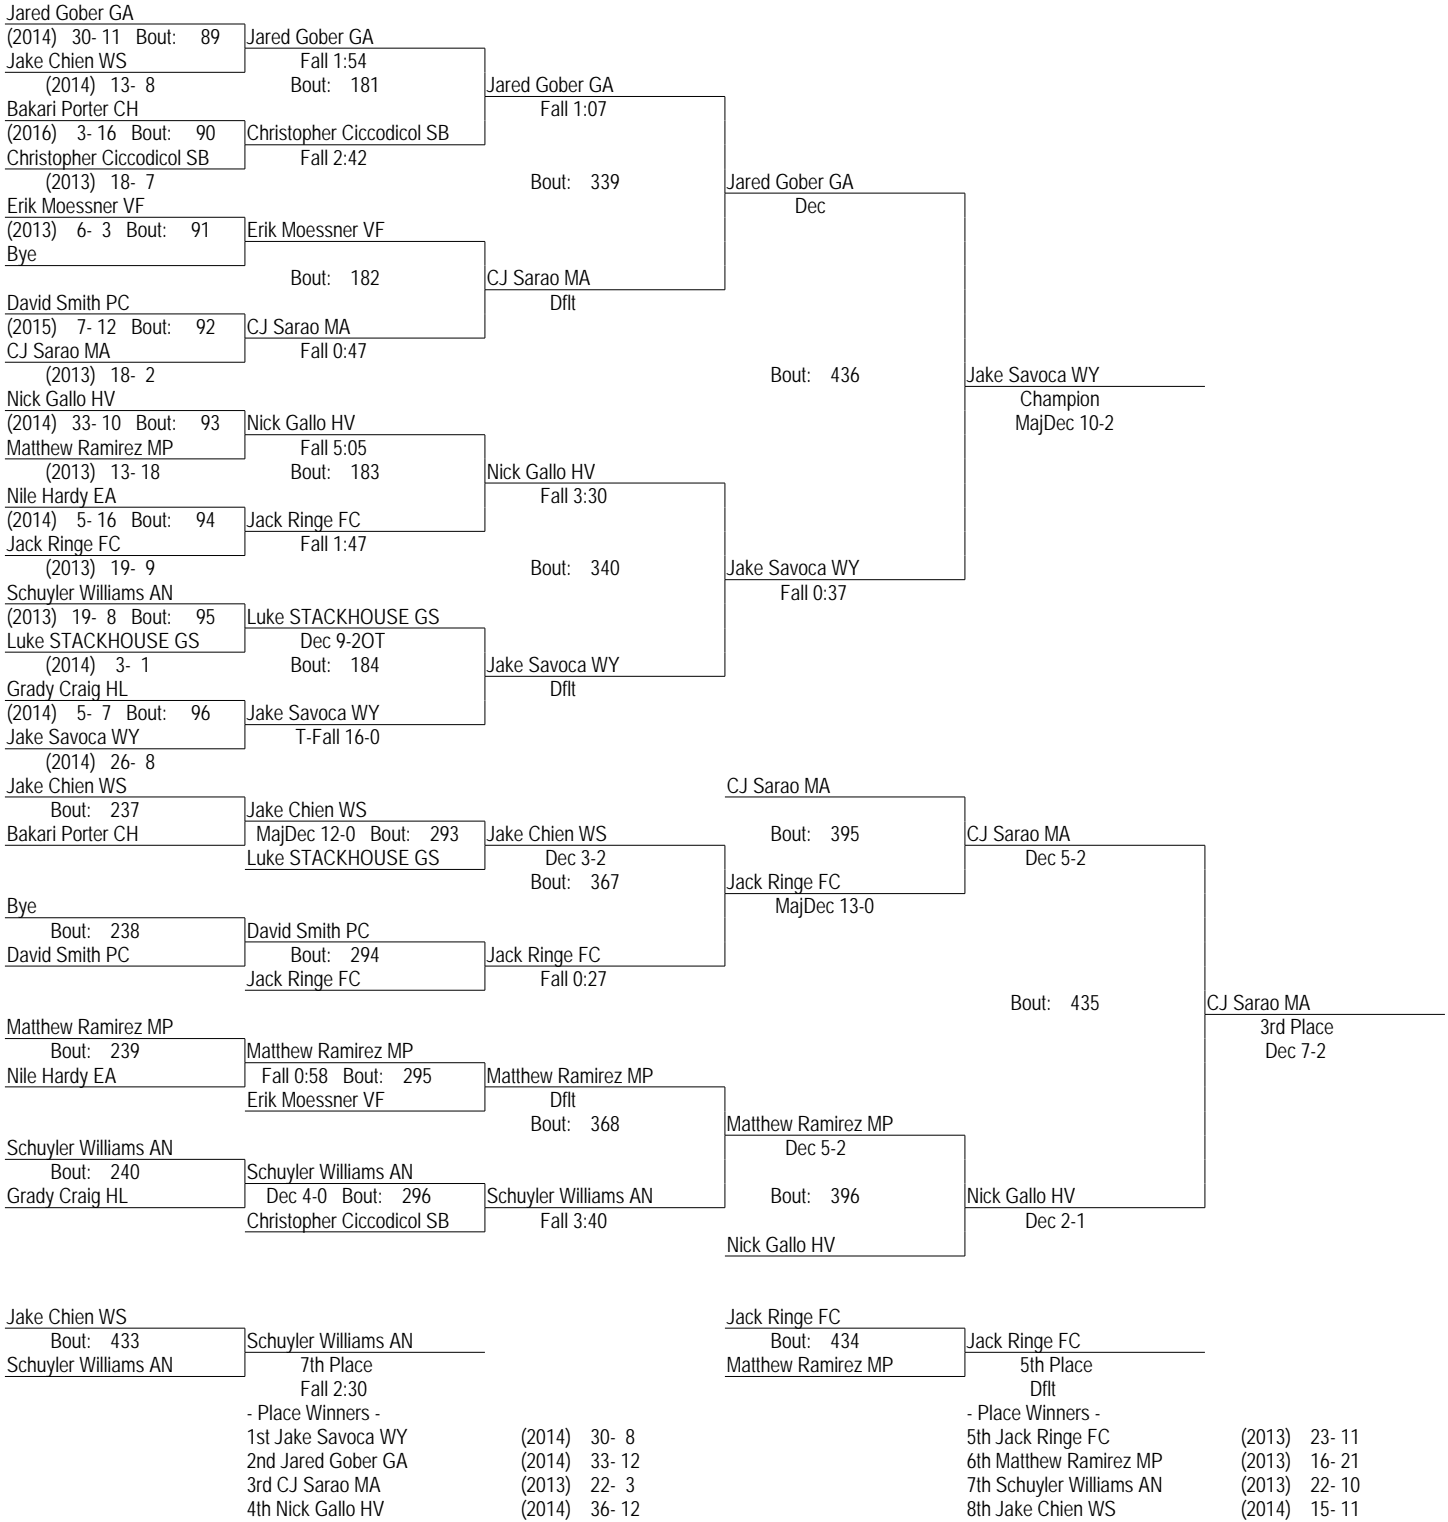 Jared Gober GA
(2014) 30- 11 Bout: 89 Jared Gober GA
Jake Chien WS Fall 1:54
(2014) 13- 8 Bout: 181 Jared Gober GA
Bakari Porter CH Fall 1:07
(2016) 3- 16 Bout: 90 Christopher Ciccodicol SB
Christopher Ciccodicol SB Fall 2:42
(2013) 18- 7 Bout: 339 Jared Gober GA
Erik Moessner VF Dec
(2013) 6- 3 Bout: 91 Erik Moessner VF
Bye
Bout: 182 CJ Sarao MA
David Smith PC Dflt
(2015) 7- 12 Bout: 92 CJ Sarao MA
CJ Sarao MA Fall 0:47
(2013) 18- 2 Bout: 436 Jake Savoca WY
Nick Gallo HV Champion
(2014) 33- 10 Bout: 93 Nick Gallo HV MajDec 10-2
Matthew Ramirez MP Fall 5:05
(2013) 13- 18 Bout: 183 Nick Gallo HV
Nile Hardy EA Fall 3:30
(2014) 5- 16 Bout: 94 Jack Ringe FC
Jack Ringe FC Fall 1:47
(2013) 19- 9 Bout: 340 Jake Savoca WY
Schuyler Williams AN Fall 0:37
(2013) 19- 8 Bout: 95 Luke STACKHOUSE GS
Luke STACKHOUSE GS Dec 9-2OT
(2014) 3- 1 Bout: 184 Jake Savoca WY
Grady Craig HL Dflt
(2014) 5- 7 Bout: 96 Jake Savoca WY
Jake Savoca WY T-Fall 16-0
(2014) 26- 8
Jake Chien WS CJ Sarao MA
Bout: 237 Jake Chien WS
Bakari Porter CH MajDec 12-0 Bout: 293 Jake Chien WS Bout: 395 CJ Sarao MA
Luke STACKHOUSE GS Dec 3-2 Dec 5-2
Bout: 367 Jack Ringe FC
Bye MajDec 13-0
Bout: 238 David Smith PC
David Smith PC Bout: 294 Jack Ringe FC
Jack Ringe FC Fall 0:27
Bout: 435 CJ Sarao MA
Matthew Ramirez MP 3rd Place
Bout: 239 Matthew Ramirez MP Dec 7-2
Nile Hardy EA Fall 0:58 Bout: 295 Matthew Ramirez MP
Erik Moessner VF Dflt
Bout: 368 Matthew Ramirez MP
Schuyler Williams AN Dec 5-2
Bout: 240 Schuyler Williams AN
Grady Craig HL Dec 4-0 Bout: 296 Schuyler Williams AN Bout: 396 Nick Gallo HV
Christopher Ciccodicol SB Fall 3:40 Dec 2-1
Nick Gallo HV
Jake Chien WS Jack Ringe FC
Bout: 433 Schuyler Williams AN Bout: 434 Jack Ringe FC
Schuyler Williams AN 7th Place Matthew Ramirez MP 5th Place
Fall 2:30 Dflt
- Place Winners - - Place Winners -
1st Jake Savoca WY (2014) 30- 8 5th Jack Ringe FC (2013) 23- 11
2nd Jared Gober GA (2014) 33- 12 6th Matthew Ramirez MP (2013) 16- 21
3rd CJ Sarao MA (2013) 22- 3 7th Schuyler Williams AN (2013) 22- 10
4th Nick Gallo HV (2014) 36- 12 8th Jake Chien WS (2014) 15- 11